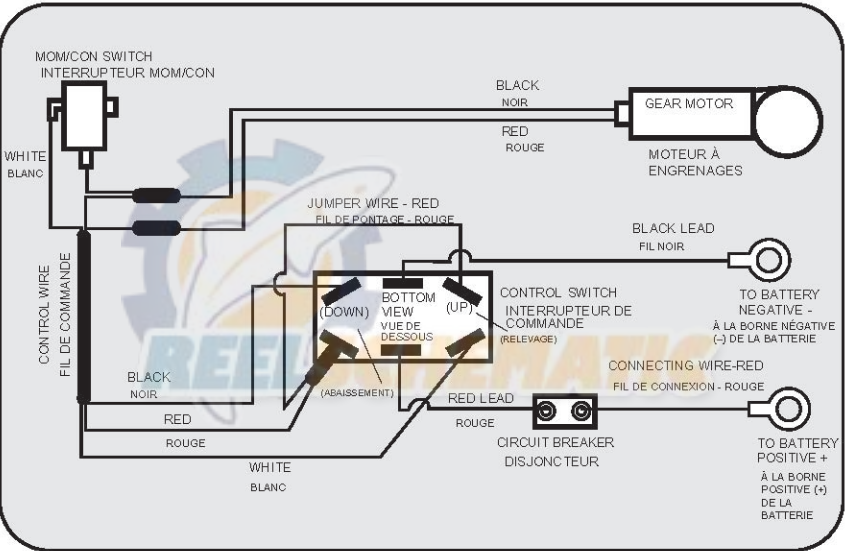 MOM/CON SWITCH
INTERRUPTEUR MOM/CON
WHITE
BLANC
BLACK
NOIR
RED
ROUGE
GEAR MOTOR
MOTEUR À
ENGRENAGES
JUMPER WIRE - RED
FIL DE PONTAGE - ROUGE
BLACK LEAD
FIL NOIR
TO BATTERY
NEGATIVE -
À LA BORNE NÉGATIVE
(–) DE LA BATTERIE
CONTROL WIRE
FIL DE COMMANDE
(DOWN)
BOTTOM
VIEW
VUE DE
DESSOUS
(UP)
CONTROL SWITCH
INTERRUPTEUR DE
COMMANDE
(RELEVAGE)
(ABAISSEMENT)
REEL SCHEMATIC
BLACK
NOIR
RED
ROUGE
WHITE
BLANC
RED LEAD
ROUGE
CONNECTING WIRE-RED
FIL DE CONNEXION - ROUGE
CIRCUIT BREAKER
DISJONCTEUR
TO BATTERY
POSITIVE +
À LA BORNE
POSITIVE (+)
DE LA
BATTERIE